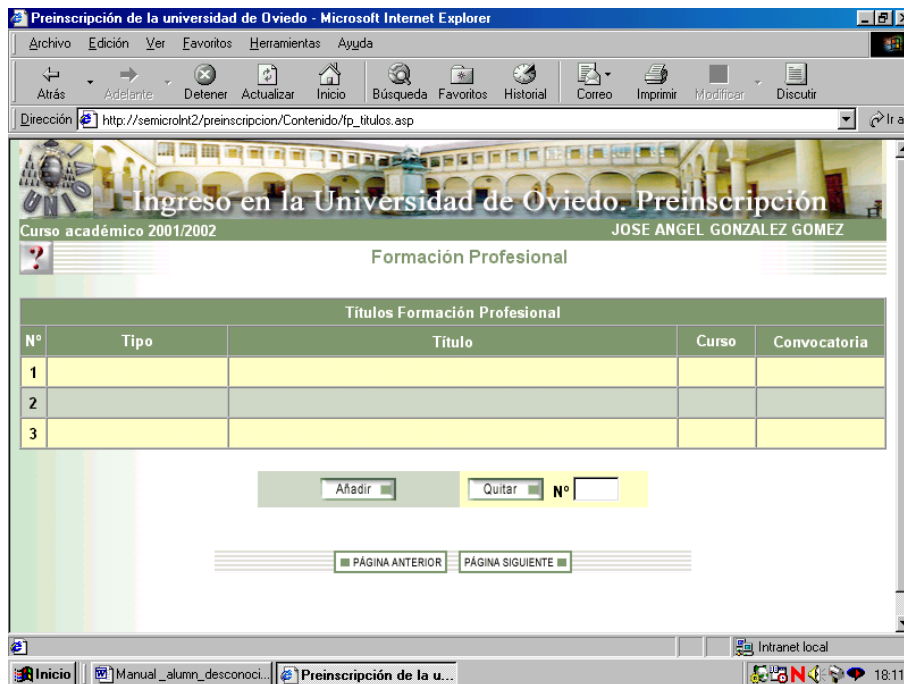 Preinscripción de la universidad de Oviedo - Microsoft Internet Explorer
Archivo Edición Ver Favoritos Herramientas Ayuda
Atrás Adelante Detener Actualizar Inicio Búsqueda Favoritos Historial Correo Imprimir Modificar Discutir
Dirección http://semicrolnt2/preinscripcion/Contenido/fp_titulos.asp Ir a
Ingreso en la Universidad de Oviedo. Preinscripción
Curso académico 2001/2002 JOSE ANGEL GONZALEZ GOMEZ
? Formación Profesional
Títulos Formación Profesional
Nº Tipo Título Curso Convocatoria
1
2
3
Añadir Quitar Nº
PÁGINA ANTERIOR PÁGINA SIGUIENTE
Intranet local
Inicio Manual_alumn_desconoci... Preinscripción de la u... N 18:11